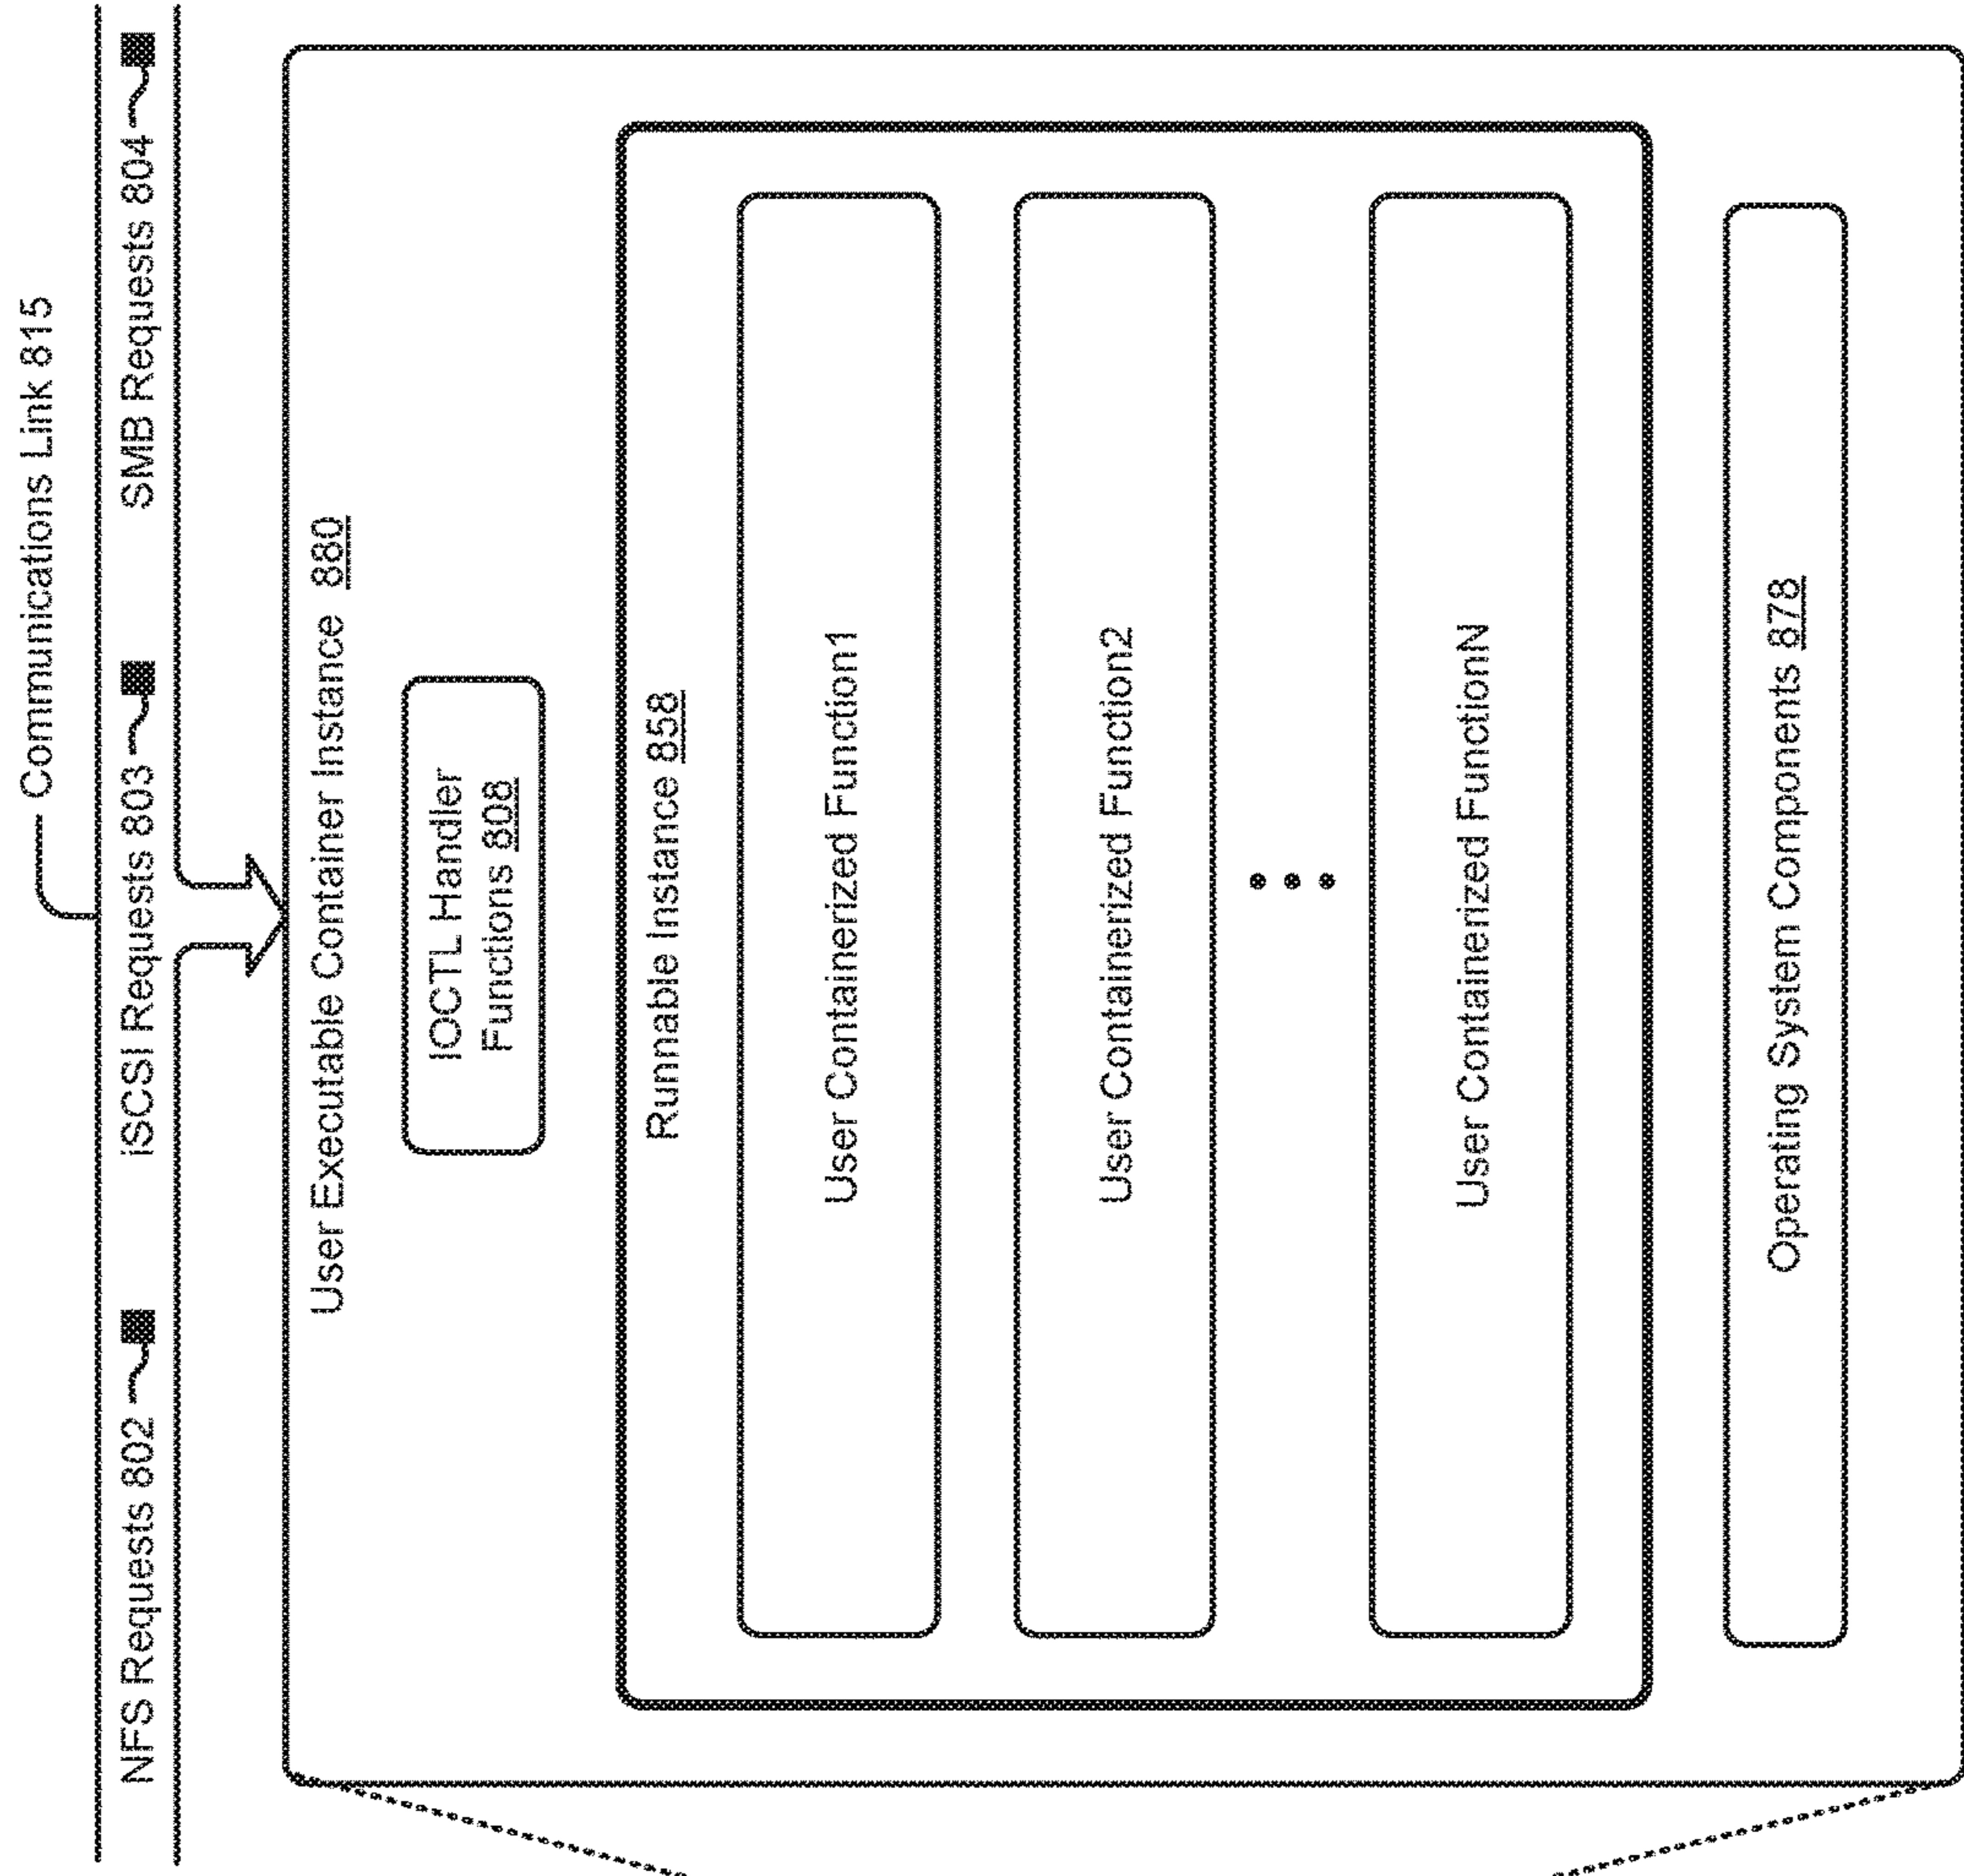 Communications Link 815
NFS Requests 802
iSCSI Requests 803
SMB Requests 804
User Executable Container Instance 880
IOCTL Handler
Functions 808
Runnable Instance 858
User Containerized Function1
User Containerized Function2
User Containerized FunctionN
Operating System Components 878